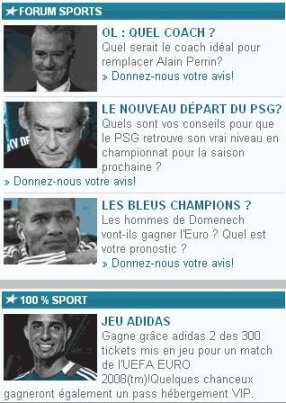 FORUM SPORTS
OL : QUEL COACH ?
Quel serait le coach idéal pour
remplacer Alain Perrin?
» Donnez-nous votre avis!
LE NOUVEAU DÉPART DU PSG?
Quels sont vos conseils pour que
le PSG retrouve son vrai niveau en
championnat pour la saison
prochaine ?
» Donnez-nous votre avis!
LES BLEUS CHAMPIONS ?
Les hommes de Domenech
vont-ils gagner l'Euro ? Quel est
votre pronostic ?
» Donnez-nous votre avis!
100 % SPORT
JEU ADIDAS
Gagne grâce adidas 2 des 300
tickets mis en jeu pour un match
de l'UEFA EURO
2008(tm)!Quelques chanceux
gagneront également un pass hébergement VIP.